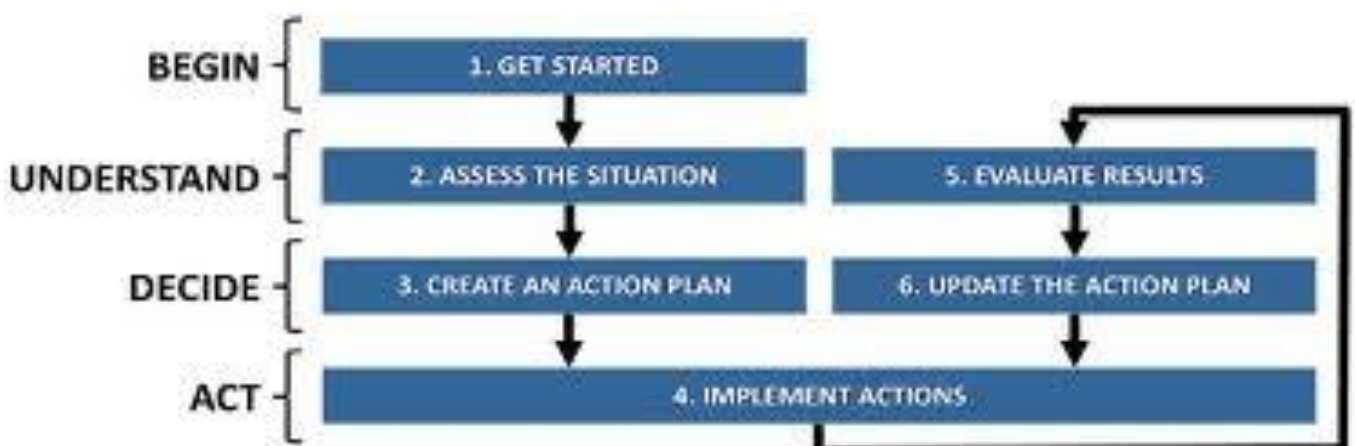 BEGIN
1. GET STARTED
UNDERSTAND
2. ASSESS THE SITUATION
5. EVALUATE RESULTS
DECIDE
3. CREATE AN ACTION PLAN
6. UPDATE THE ACTION PLAN
ACT
4. IMPLEMENT ACTIONS